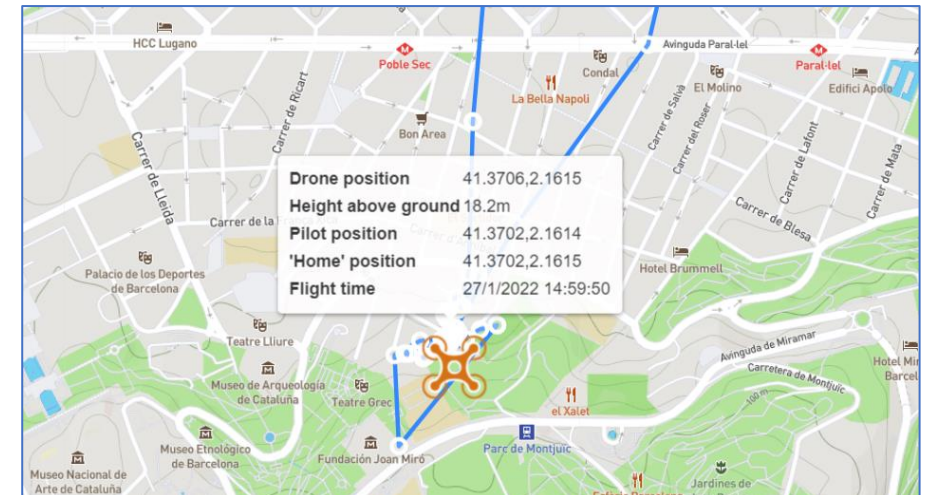 HCC Lugano
Poble Sec
Avinguda Paral·lel
Paral·lel
Condal
La Bella Napoli
El Molino
Edifici Apolo
Carrer de Ricart
Bon Area
Carrer de Salvà
Carrer del Roser
Carrer de Lafont
Carrer de Mata
Carrer de Lleida
Drone position 41.3706,2.1615
Height above ground 18.2m
Pilot position 41.3702,2.1614
'Home' position 41.3702,2.1615
Flight time 27/1/2022 14:59:50
Carrer de la
Carrer de Blesa
Palacio de los Deportes
de Barcelona
Hotel Brummell
Teatre Lliure
Avinguda de Miramar
Carretera de Montjuïc
Hotel Mir
Barcel
Museo de Arqueología
de Cataluña
Teatre Grec
el Xalet
100 m
Museo Etnológico
de Barcelona
Fundación Joan Miró
Parc de Montjuïc
Museo Nacional de
Arte de Cataluña
Jardines de